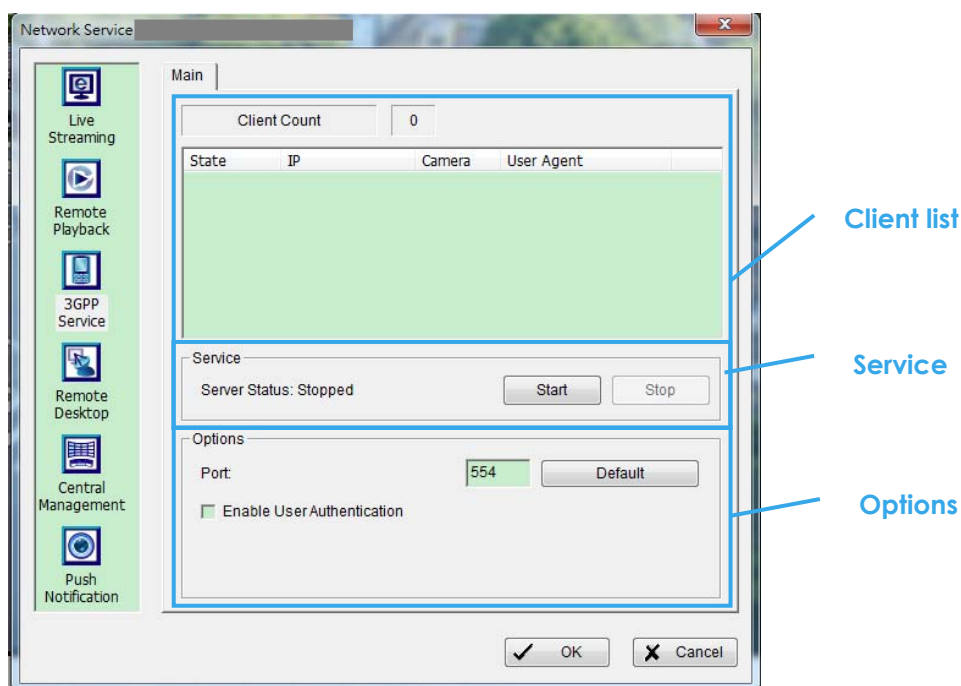 Network Service
Live
Streaming
Remote
Playback
3GPP
Service
Remote
Desktop
Central
Management
Push
Notification
Main
Client Count 0
State IP Camera User Agent
Service
Server Status: Stopped Start Stop
Options
Port: 554 Default
Enable User Authentication
OK Cancel
Client list
Service
Options